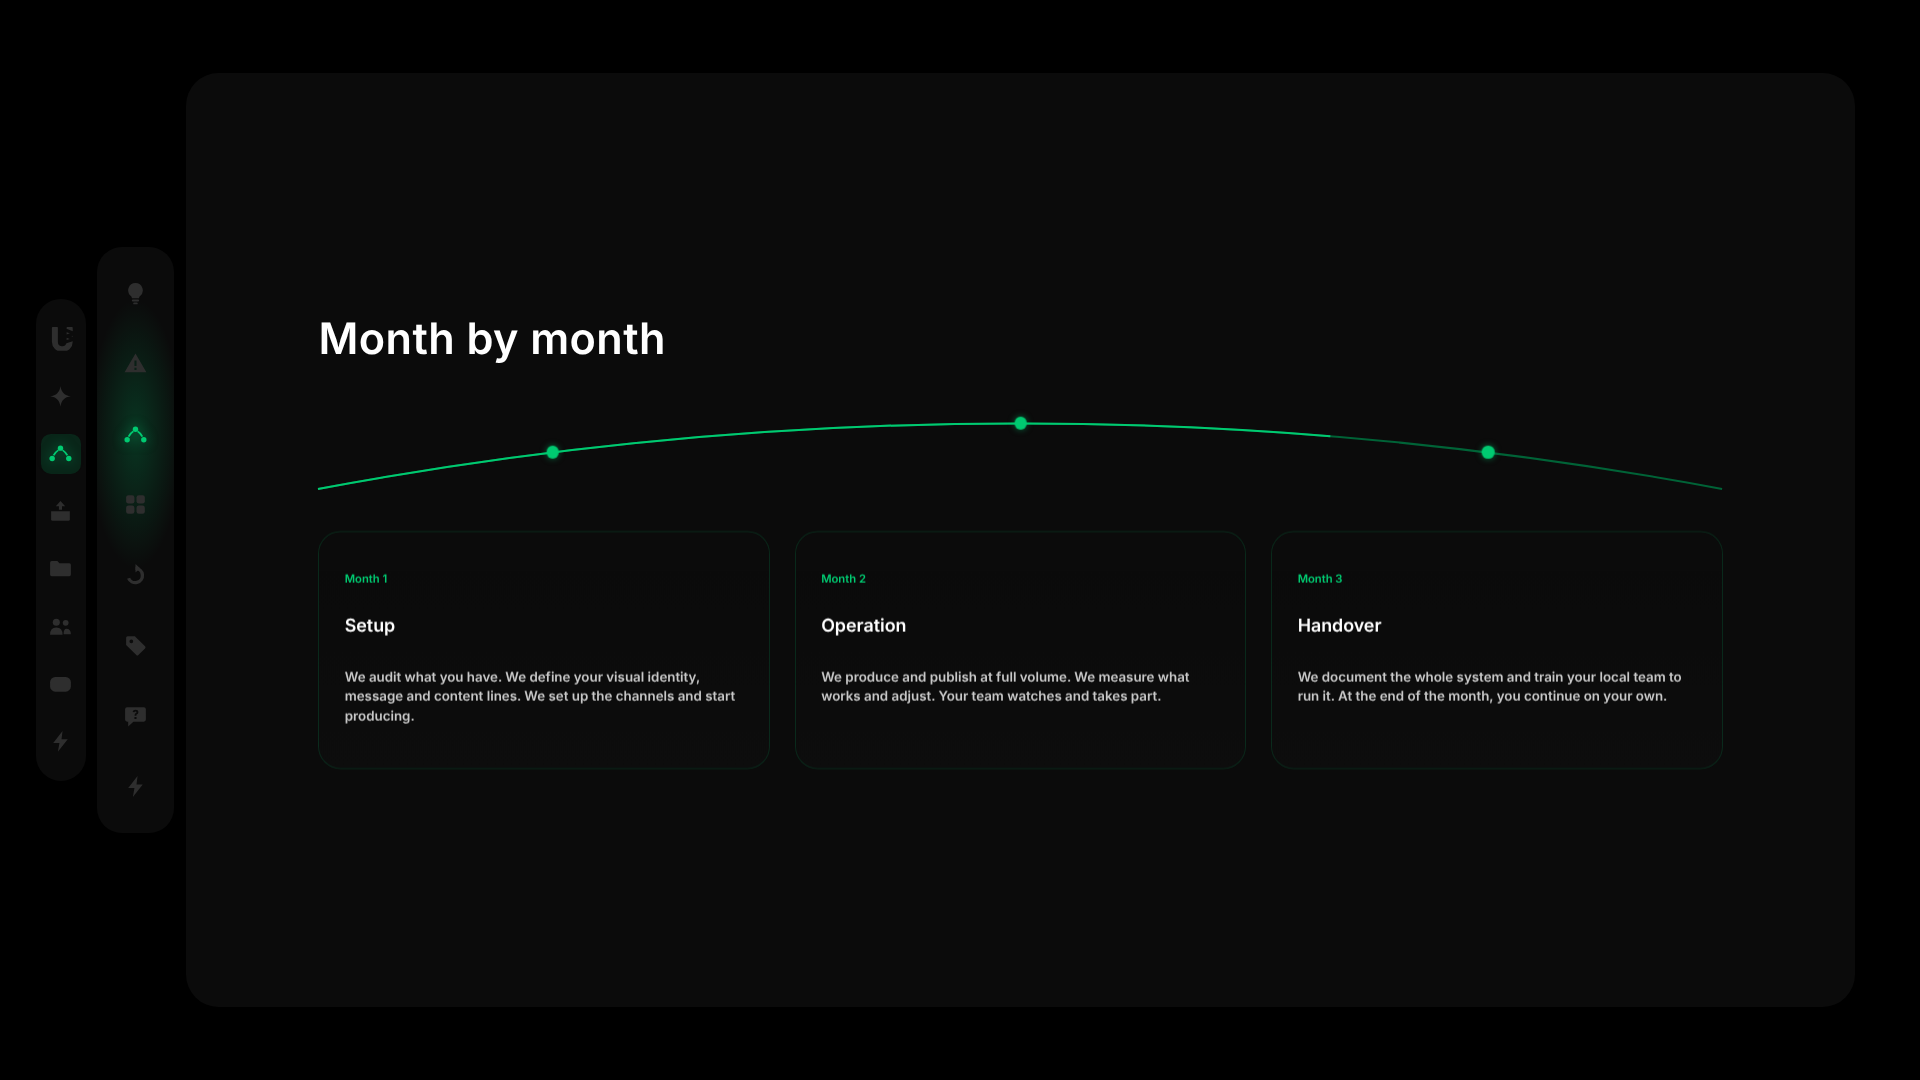 Month by month
Month 1
Setup
We audit what you have. We define your visual identity,
message and content lines. We set up the channels and start
producing.
Month 2
Operation
We produce and publish at full volume. We measure what
works and adjust. Your team watches and takes part.
Month 3
Handover
We document the whole system and train your local team to
run it. At the end of the month, you continue on your own.